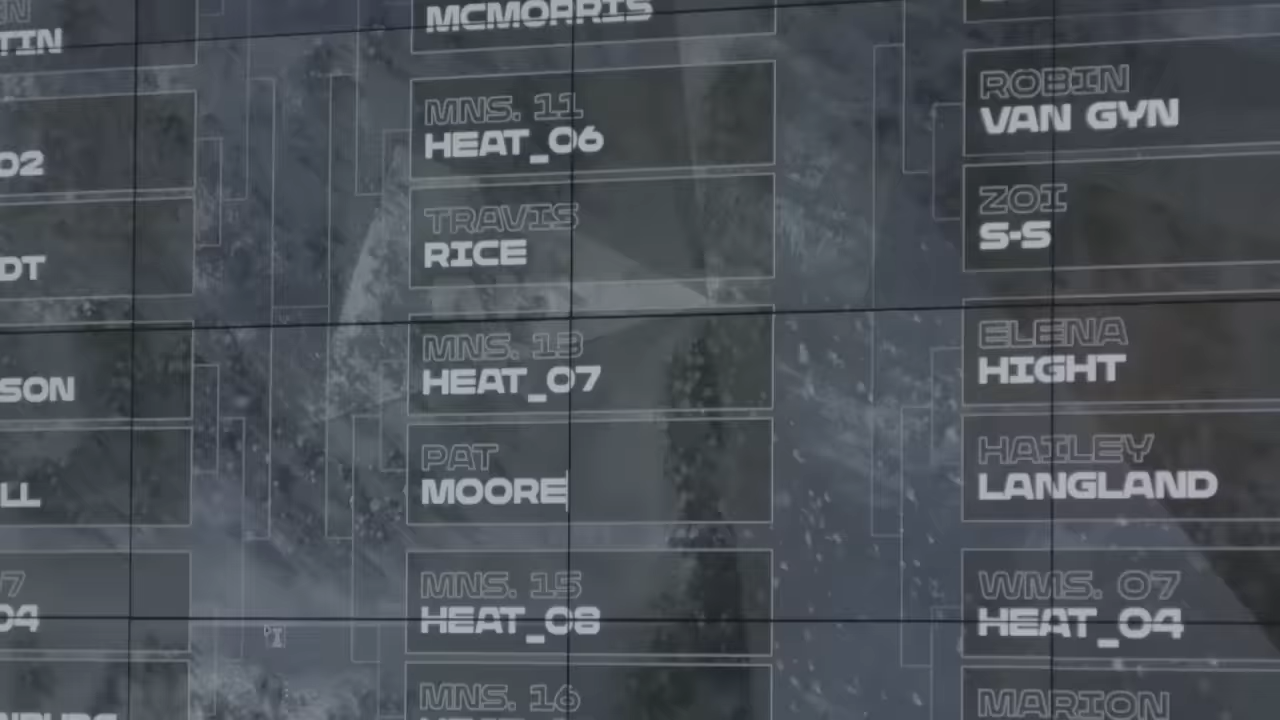 TIN
02
DT
SON
LL
7
04
MCMORRIS
MNS. 11
HEAT_06
TRAVIS
RICE
MNS. 13
HEAT_07
PAT
MOORE
MNS. 15
HEAT_08
MNS. 16
ROBIN
VAN GYN
ZOI
S-S
ELENA
HIGHT
HAILEY
LANGLAND
WMS. 07
HEAT_04
MARION